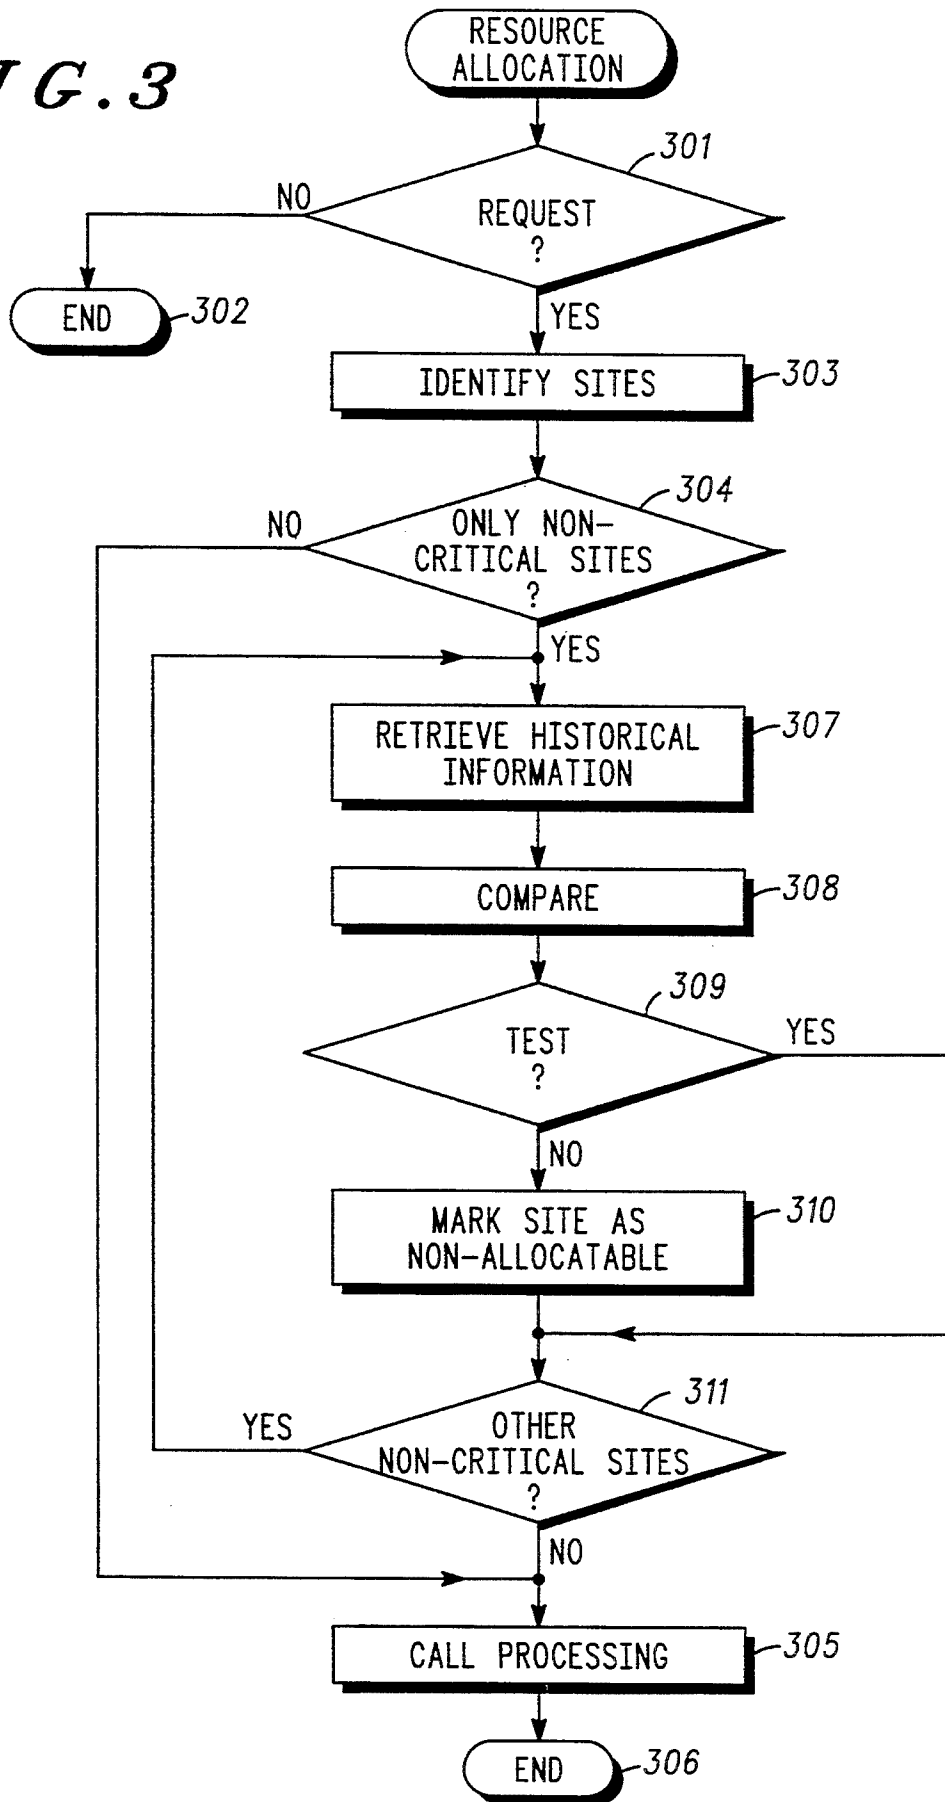 G.3
RESOURCE
ALLOCATION
301
NO
REQUEST
?
END
302
YES
IDENTIFY SITES
303
304
NO
ONLY NON-
CRITICAL SITES
?
YES
RETRIEVE HISTORICAL
INFORMATION
307
COMPARE
308
309
TEST
?
YES
NO
MARK SITE AS
NON-ALLOCATABLE
310
311
YES
OTHER
NON-CRITICAL SITES
?
NO
CALL PROCESSING
305
END
306